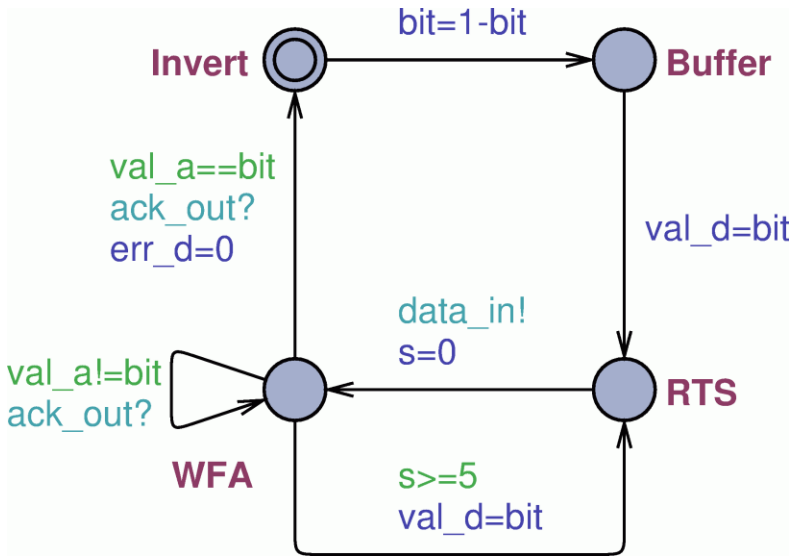 bit=1-bit
Invert
Buffer
val_a==bit
ack_out?
err_d=0
val_d=bit
data_in!
s=0
val_a!=bit
ack_out?
RTS
WFA
s>=5
val_d=bit